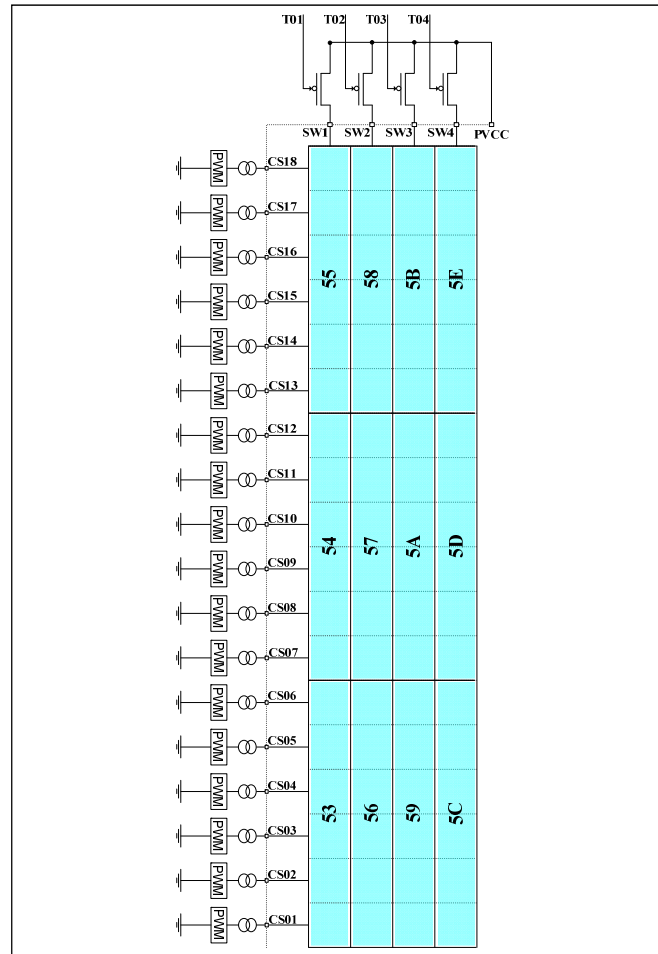 T01 T02 T03 T04
SW1 SW2 SW3 SW4 PVCC
PWM CS18
PWM CS17
PWM CS16
55 58 5B 5E
PWM CS15
PWM CS14
PWM CS13
PWM CS12
PWM CS11
PWM CS10
54 57 5A 5D
PWM CS09
PWM CS08
PWM CS07
PWM CS06
PWM CS05
PWM CS04
53 56 59 5C
PWM CS03
PWM CS02
PWM CS01